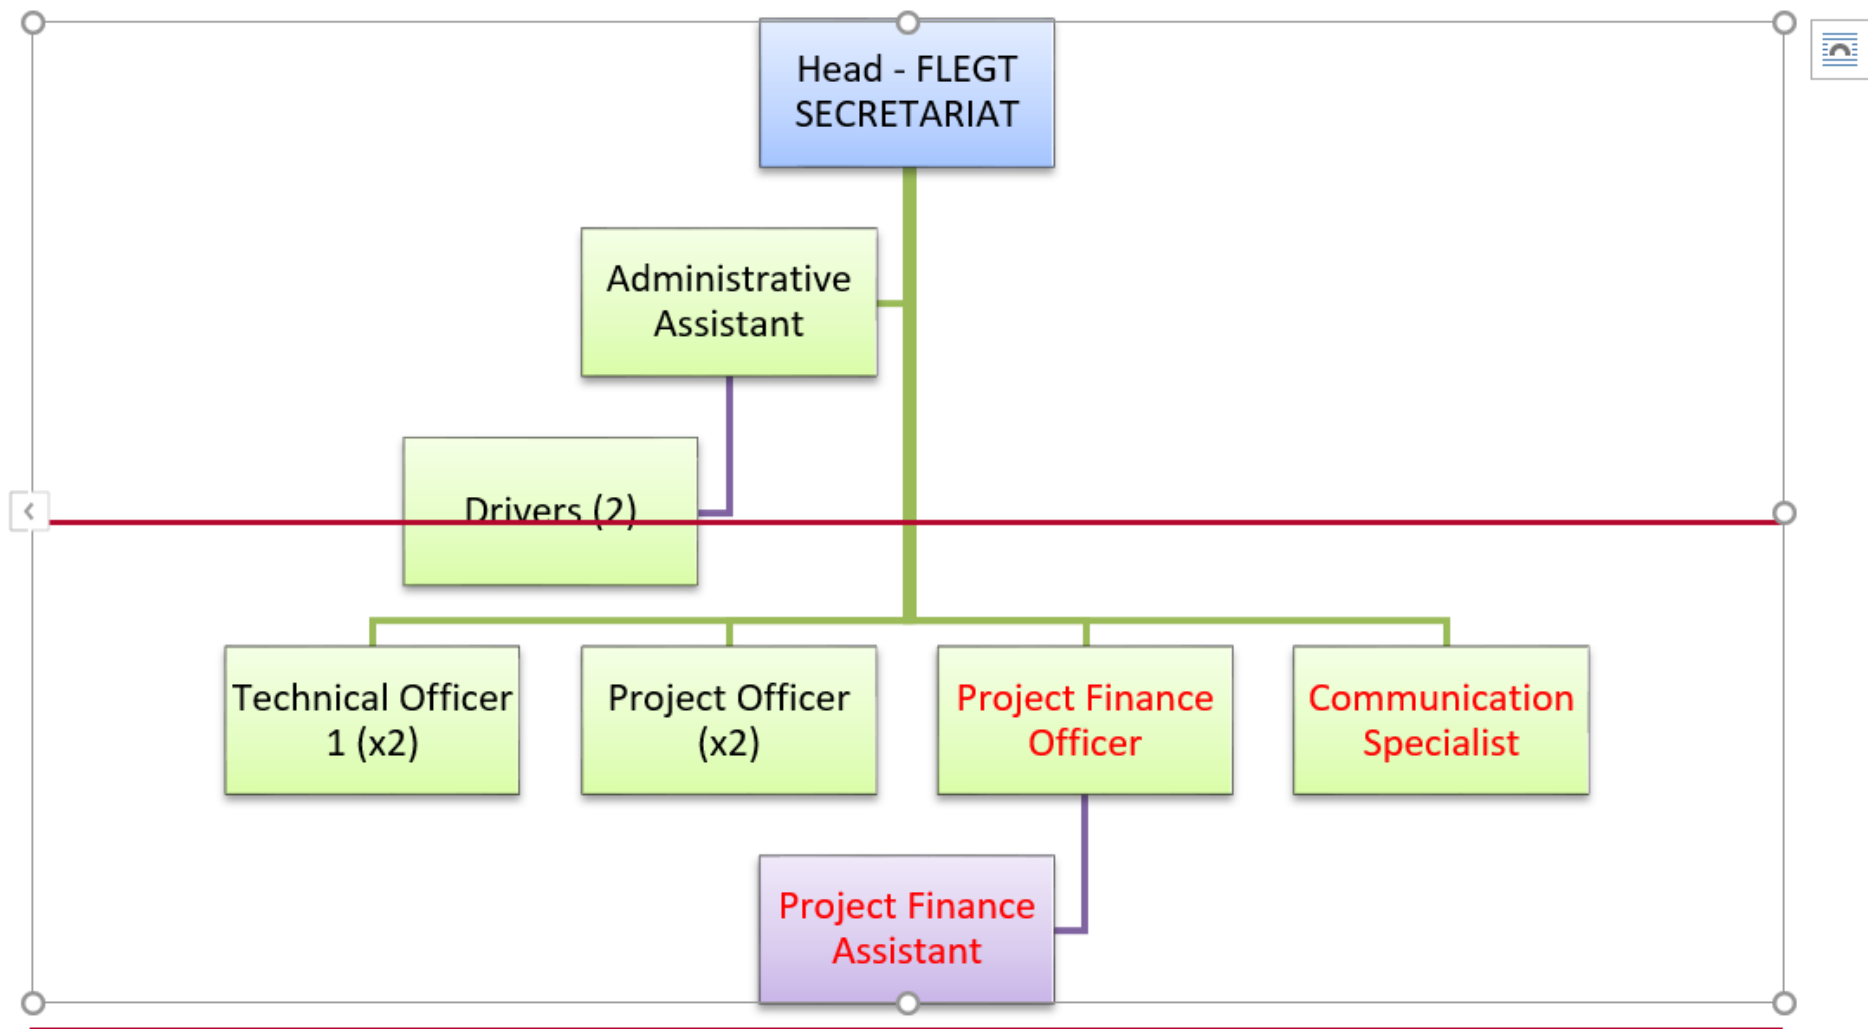 Head - FLEGT
SECRETARIAT
Administrative
Assistant
Drivers (2)
Technical Officer
1 (x2)
Project Officer
(x2)
Project Finance
Officer
Communication
Specialist
Project Finance
Assistant